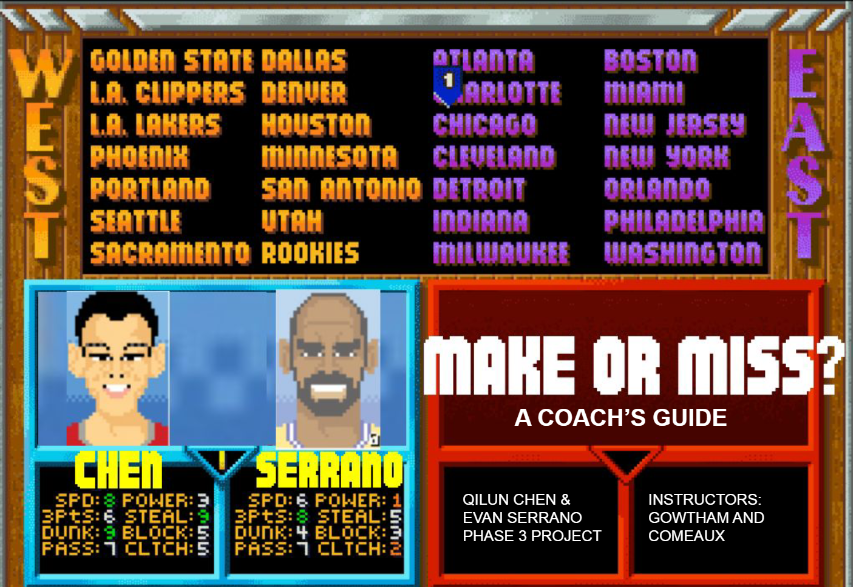 WEST
GOLDEN STATE DALLAS ATLANTA BOSTON
L.A. CLIPPERS DENVER 1 ARLOTTE MIAMI
L.A. LAKERS HOUSTON CHICAGO NEW JERSEY
PHOENIX MINNESOTA CLEVELAND NEW YORK
PORTLAND SAN ANTONIO DETROIT ORLANDO
SEATTLE UTAH INDIANA PHILADELPHIA
SACRAMENTO ROOKIES MILWAUKEE WASHINGTON
EAST
MAKE OR MISS?
A COACH'S GUIDE
CHEN
SPD:8 POWER:3
3PTS:6 STEAL:9
DUNK:9 BLOCK:5
PASS:7 CLTCH:5
SERRANO
SPD:6 POWER:1
3PTS:8 STEAL:5
DUNK:4 BLOCK:3
PASS:7 CLTCH:2
QILUN CHEN &
EVAN SERRANO
PHASE 3 PROJECT
INSTRUCTORS:
GOWTHAM AND
COMEAUX